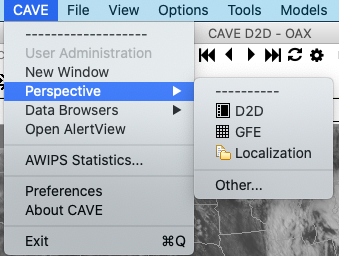 CAVE File View Options Tools Models
CAVE D2D - OAX
-------------------
User Administration
New Window
Perspective
Data Browsers
Open AlertView
AWIPS Statistics...
Preferences
About CAVE
Exit ⌘Q
----------
D2D
GFE
Localization
Other...